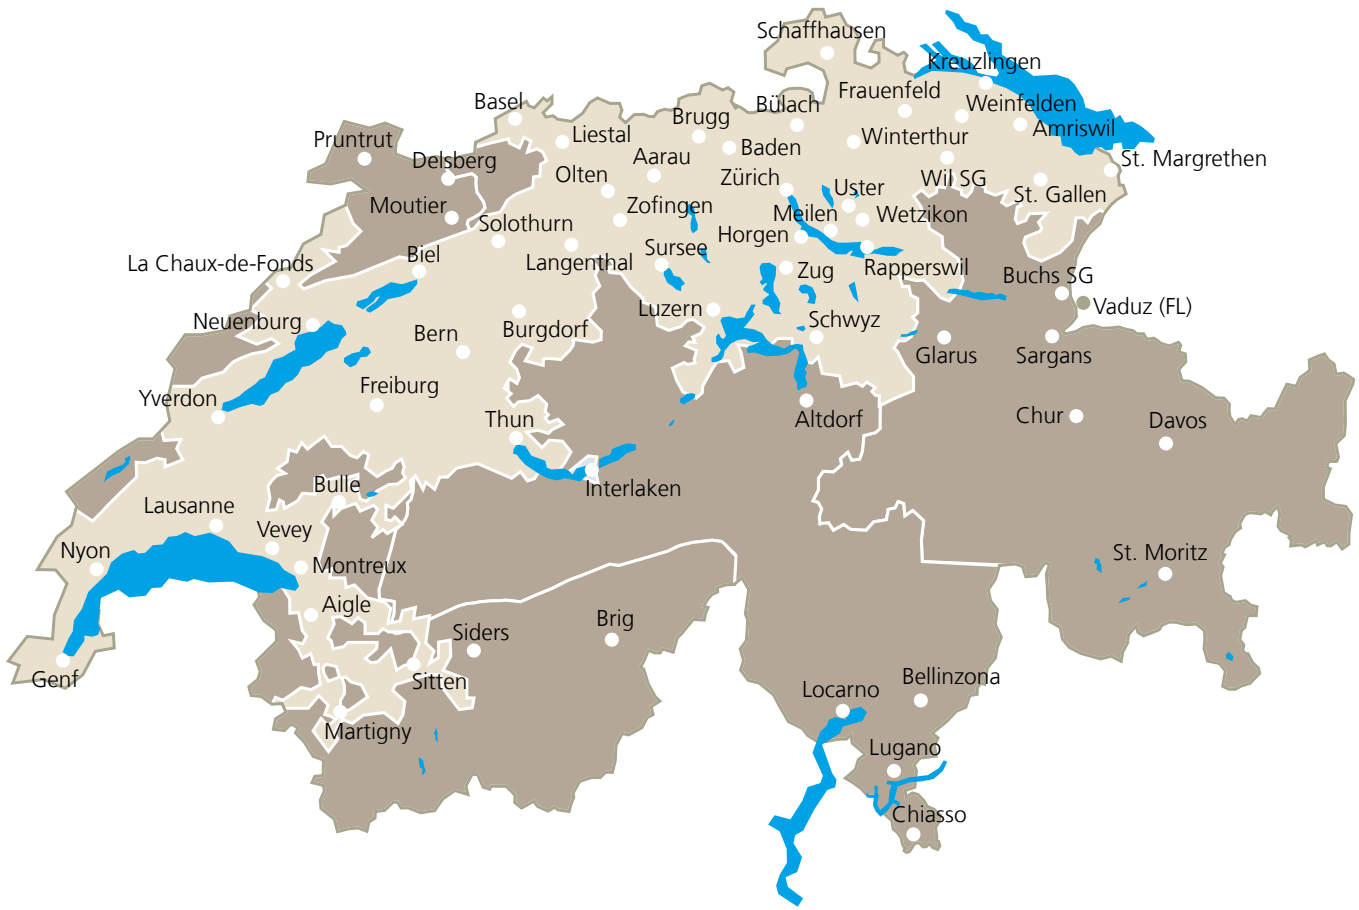 Schaffhausen
Kreuzlingen
Frauenfeld
Basel
Bülach
Weinfelden
Brugg
Amriswil
Pruntrut
Liestal
Winterthur
Baden
Delsberg
Aarau
St. Margrethen
Olten
Zürich
Wil SG
Uster
St. Gallen
Moutier
Zofingen
Meilen
Wetzikon
Solothurn
Horgen
Sursee
Biel
La Chaux-de-Fonds
Langenthal
Zug
Rapperswil
Buchs SG
Vaduz (FL)
Luzern
Neuenburg
Schwyz
Burgdorf
Bern
Glarus
Sargans
Freiburg
Yverdon
Thun
Altdorf
Chur
Davos
Bulle
Interlaken
Lausanne
Vevey
Nyon
St. Moritz
Montreux
Aigle
Brig
Siders
Genf
Sitten
Bellinzona
Locarno
Martigny
Lugano
Chiasso